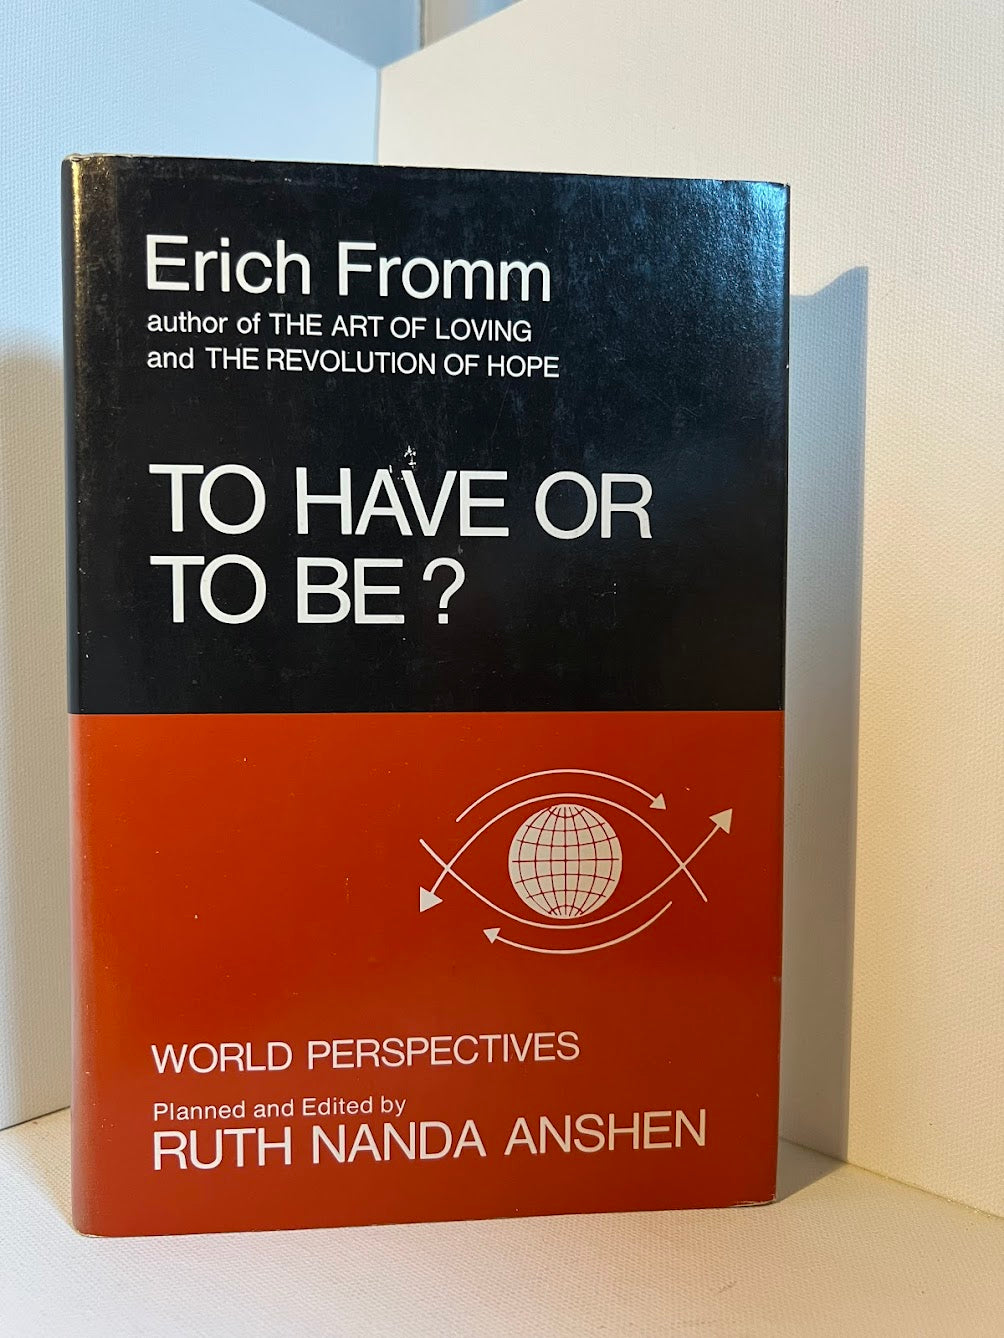 Erich Fromm
author of THE ART OF LOVING
and THE REVOLUTION OF HOPE
TO HAVE OR
TO BE?
WORLD PERSPECTIVES
Planned and Edited by
RUTH NANDA ANSHEN